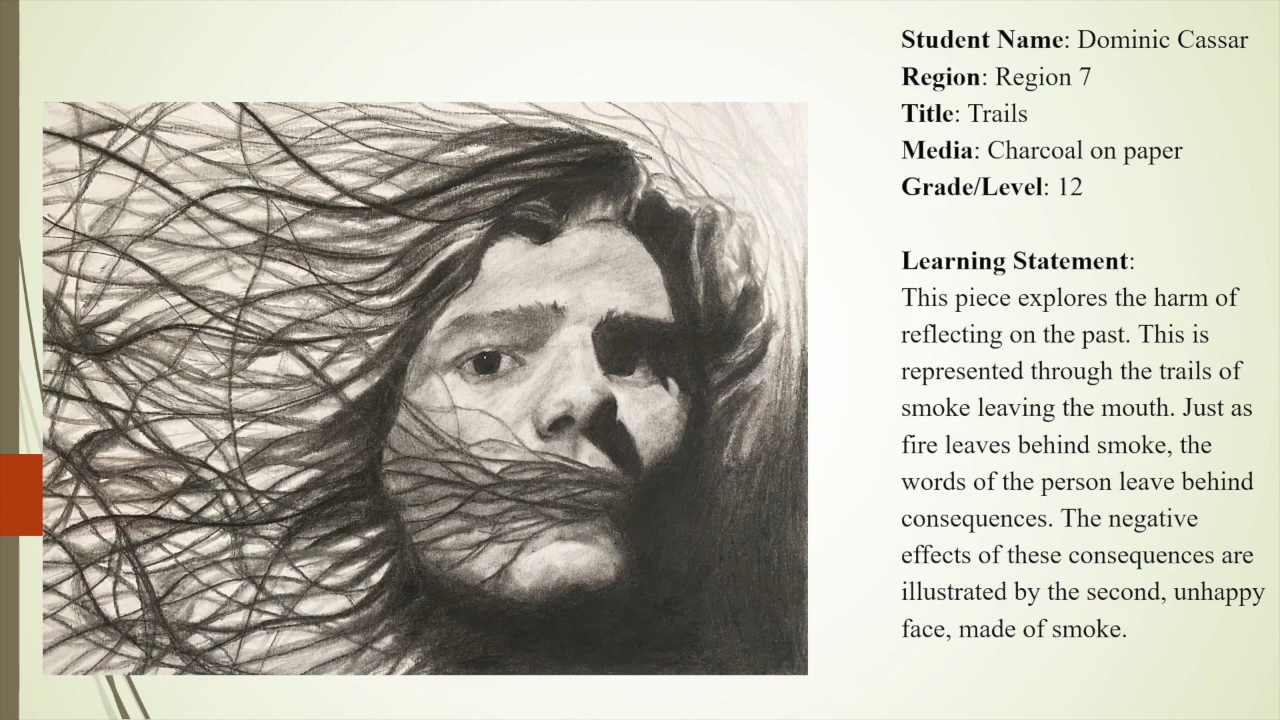 Student Name: Dominic Cassar
Region: Region 7
Title: Trails
Media: Charcoal on paper
Grade/Level: 12
Learning Statement:
This piece explores the harm of
reflecting on the past. This is
represented through the trails of
smoke leaving the mouth. Just as
fire leaves behind smoke, the
words of the person leave behind
consequences. The negative
effects of these consequences are
illustrated by the second, unhappy
face, made of smoke.